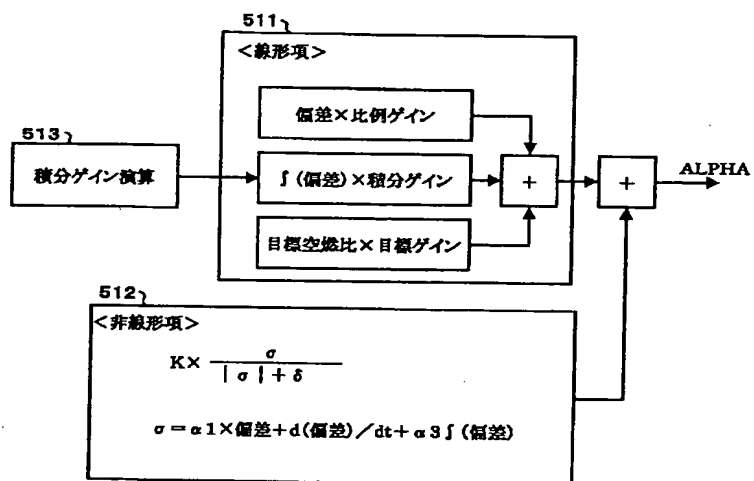 511
<線形項>
偏差×比例ゲイン
513
積分ゲイン演算
∫(偏差)×積分ゲイン
+
+
ALPHA
目標空燃比×目標ゲイン
512
<非線形項>
K× σ
|σ|+δ
σ=α1×偏差+d(偏差)/dt+α3∫(偏差)